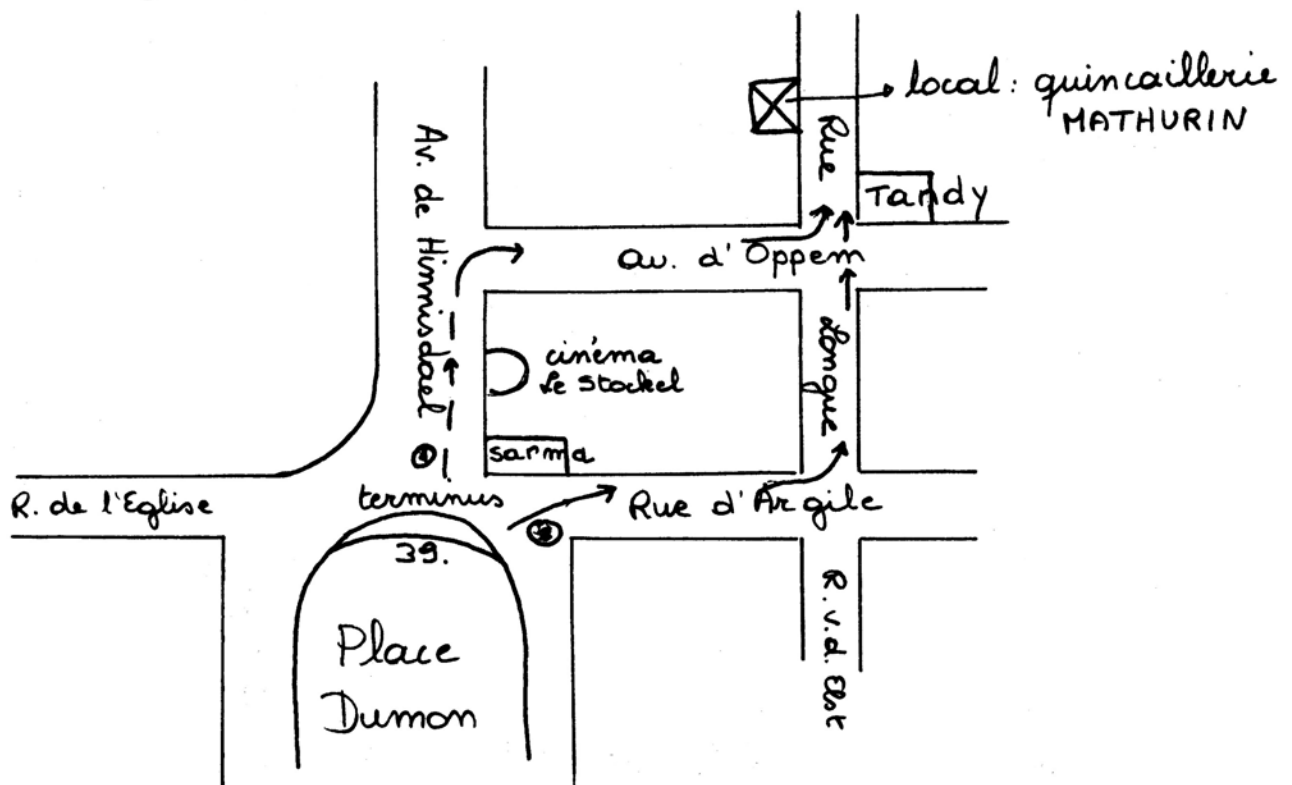 local: quincaillerie
MATHURIN
Rue
Tandy
Av. de Hinnisdael
av. d'Oppem
Longue
cinéma
Le Stockel
sarma
R. de l'Eglise
terminus
Rue d'Argile
39.
Place
Dumon
R. v. d. Elst